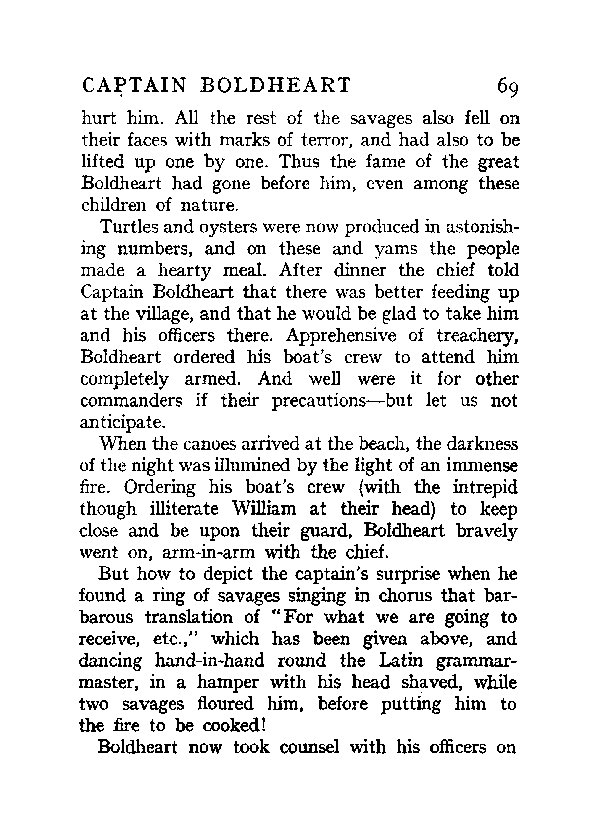 CAPTAIN BOLDHEART 69
hurt him. All the rest of the savages also fell on
their faces with marks of terror, and had also to be
lifted up one by one. Thus the fame of the great
Boldheart had gone before him, even among these
children of nature.
Turtles and oysters were now produced in astonish-
ing numbers, and on these and yams the people
made a hearty meal. After dinner the chief told
Captain Boldheart that there was better feeding up
at the village, and that he would be glad to take him
and his officers there. Apprehensive of treachery,
Boldheart ordered his boat's crew to attend him
completely armed. And well were it for other
commanders if their precautions—but let us not
anticipate.
When the canoes arrived at the beach, the darkness
of the night was illumined by the light of an immense
fire. Ordering his boat's crew (with the intrepid
though illiterate William at their head) to keep
close and be upon their guard, Boldheart bravely
went on, arm-in-arm with the chief.
But how to depict the captain's surprise when he
found a ring of savages singing in chorus that bar-
barous translation of "For what we are going to
receive, etc.," which has been given above, and
dancing hand-in-hand round the Latin grammar-
master, in a hamper with his head shaved, while
two savages floured him, before putting him to
the fire to be cooked!
Boldheart now took counsel with his officers on